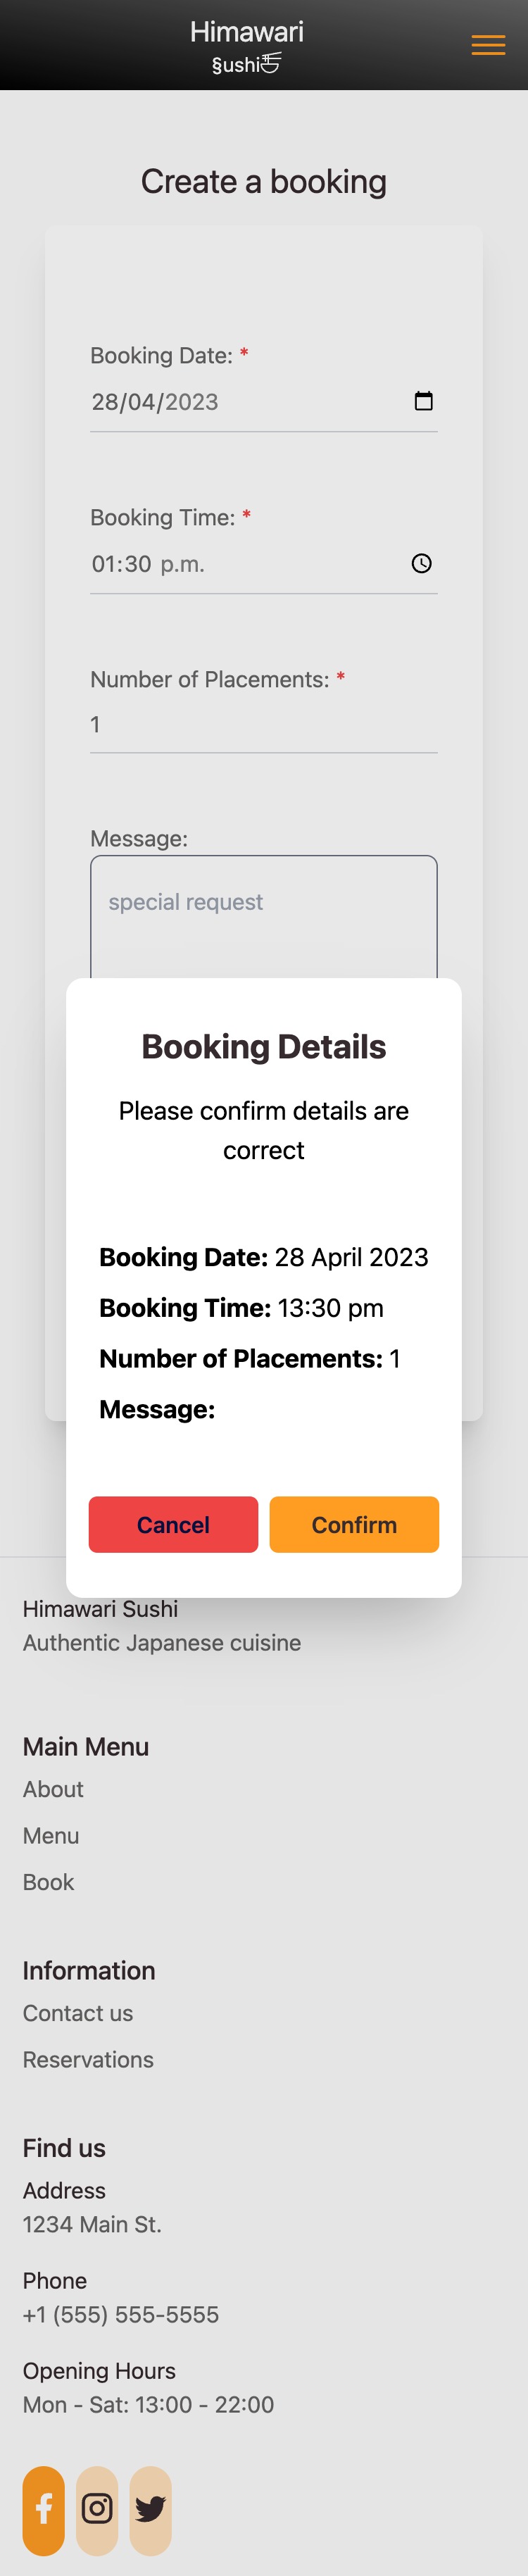 Himawari
§ushi
Create a booking
Booking Date: *
28/04/2023
Booking Time: *
01:30 p.m.
Number of Placements: *
1
Message:
special request
Booking Details
Please confirm details are
correct
Booking Date: 28 April 2023
Booking Time: 13:30 pm
Number of Placements: 1
Message:
Cancel Confirm
Himawari Sushi
Authentic Japanese cuisine
Main Menu
About
Menu
Book
Information
Contact us
Reservations
Find us
Address
1234 Main St.
Phone
+1 (555) 555-5555
Opening Hours
Mon - Sat: 13:00 - 22:00